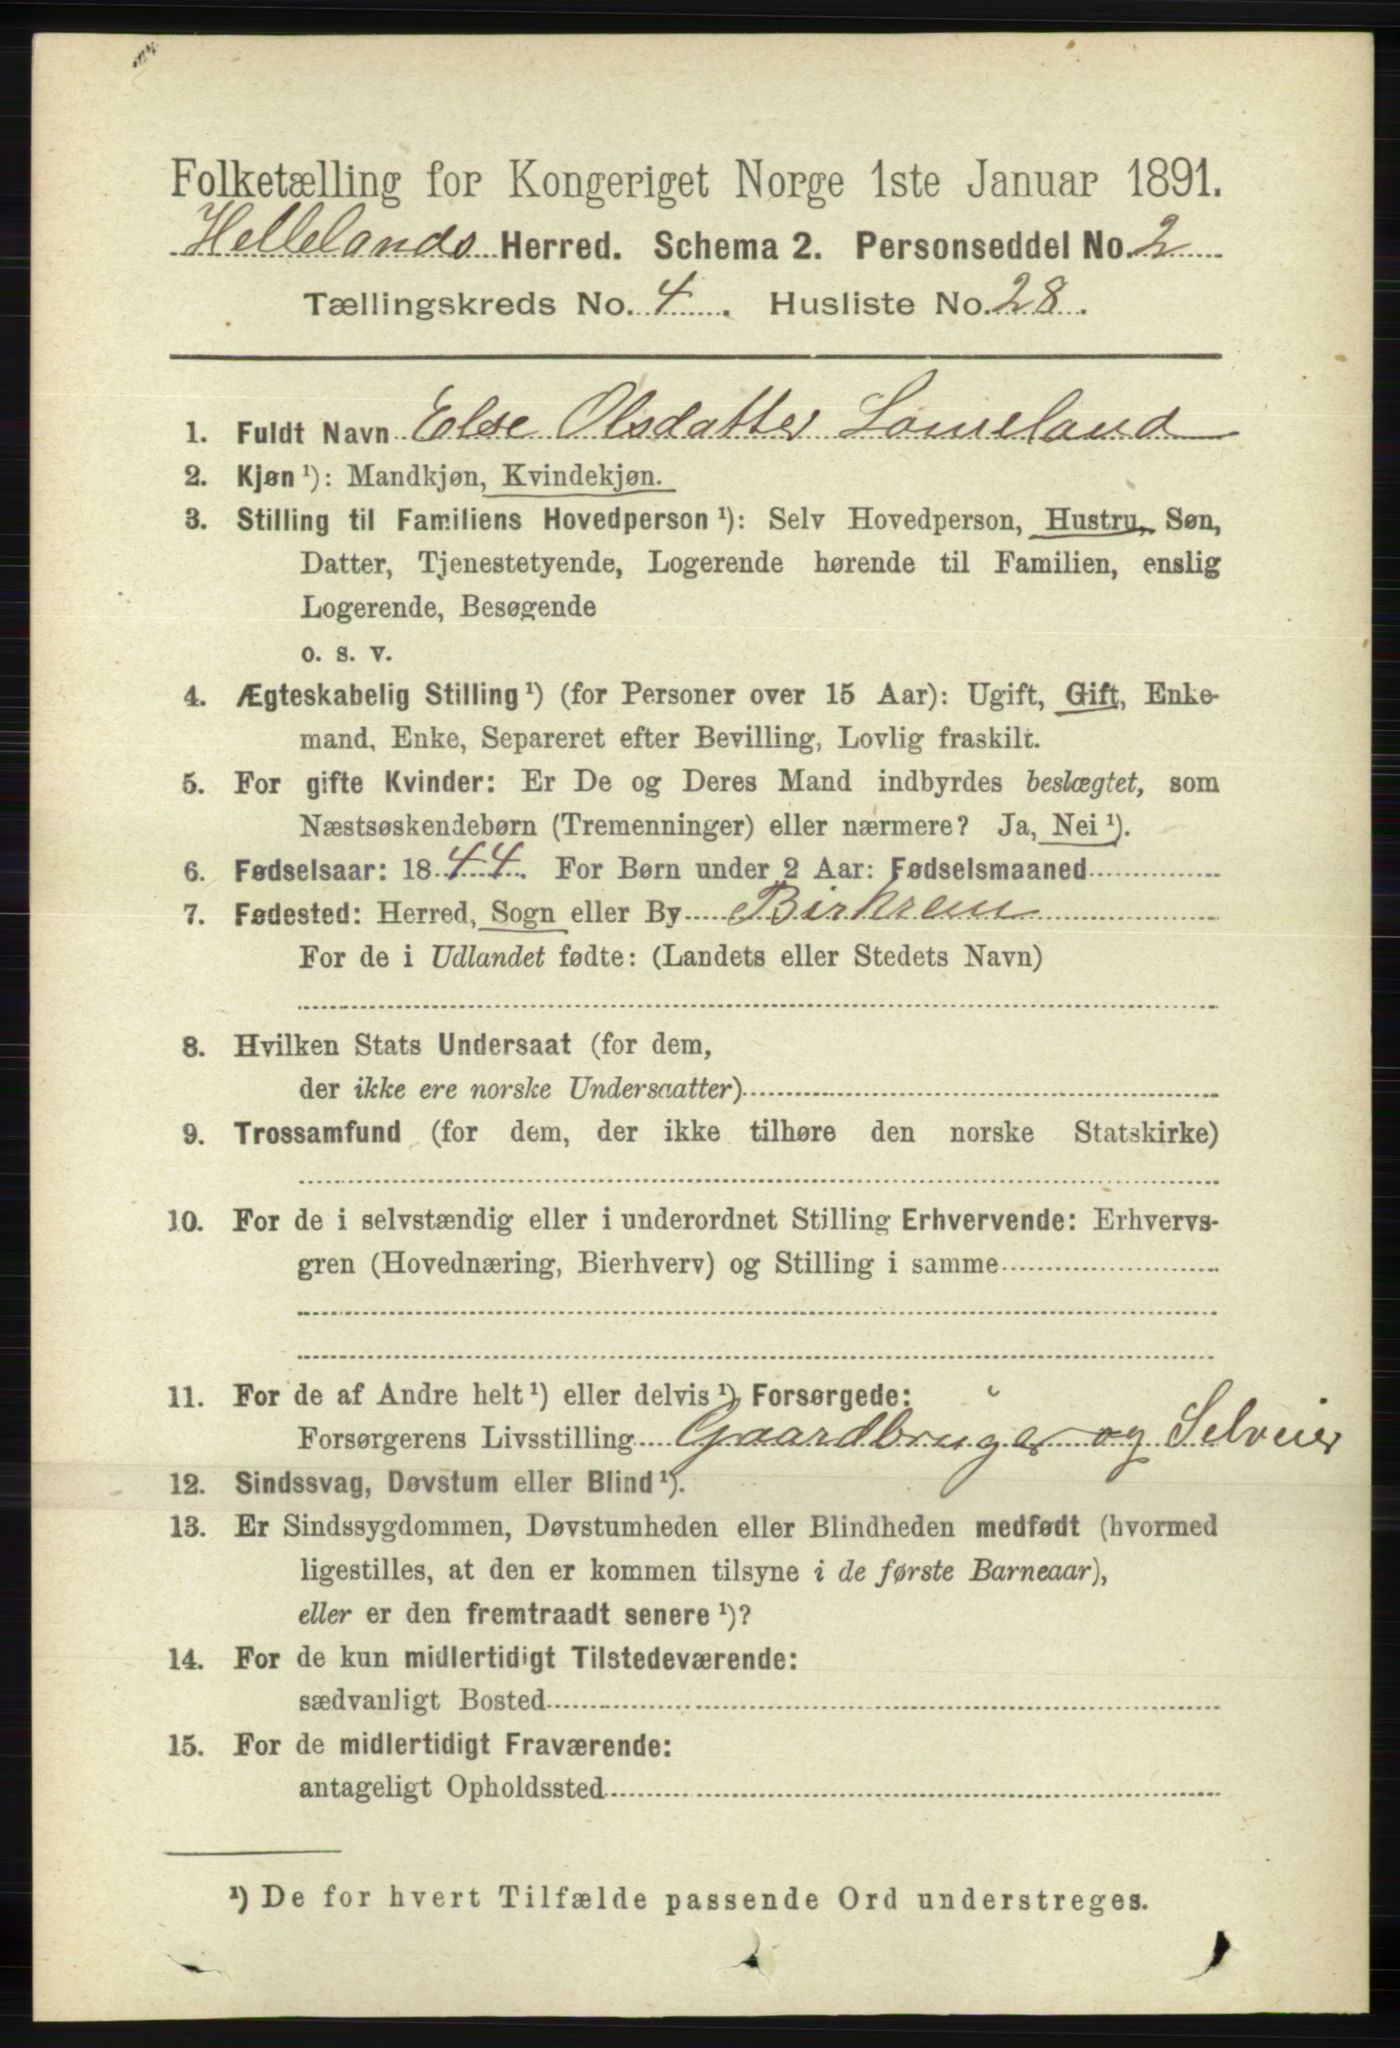 Folketælling for Kongeriget Norge 1ste Januar 1891.
Hellelands Herred. Schema 2. Personseddel No. 2
Tællingskreds No. 4. Husliste No. 28.
1. Fuldt Navn Else Olsdatter Lomeland
2. Kjøn ¹): Mandkjøn, Kvindekjøn.
3. Stilling til Familiens Hovedperson ¹): Selv Hovedperson, Hustru, Søn,
Datter, Tjenestetyende, Logerende hørende til Familien, enslig
Logerende, Besøgende
o. s. v.
4. Ægteskabelig Stilling ¹) (for Personer over 15 Aar): Ugift, Gift, Enke-
mand, Enke, Separeret efter Bevilling, Lovlig fraskilt.
5. For gifte Kvinder: Er De og Deres Mand indbyrdes beslægtet, som
Næstsøskendebørn (Tremenninger) eller nærmere? Ja, Nei ¹).
6. Fødselsaar: 1844. For Børn under 2 Aar: Fødselsmaaned
7. Fødested: Herred, Sogn eller By Birkrem
For de i Udlandet fødte: (Landets eller Stedets Navn)
8. Hvilken Stats Undersaat (for dem,
der ikke ere norske Undersaatter)
9. Trossamfund (for dem, der ikke tilhøre den norske Statskirke)
10. For de i selvstændig eller i underordnet Stilling Erhvervende: Erhvervs-
gren (Hovednæring, Bierhverv) og Stilling i samme
11. For de af Andre helt ¹) eller delvis ¹) Forsørgede:
Forsørgerens Livsstilling Gaardbruger og Selveier
12. Sindssvag, Døvstum eller Blind ¹).
13. Er Sindssygdommen, Døvstumheden eller Blindheden medfødt (hvormed
ligestilles, at den er kommen tilsyne i de første Barneaar),
eller er den fremtraadt senere ¹)?
14. For de kun midlertidigt Tilstedeværende:
sædvanligt Bosted
15. For de midlertidigt Fraværende:
antageligt Opholdssted
¹) De for hvert Tilfælde passende Ord understreges.